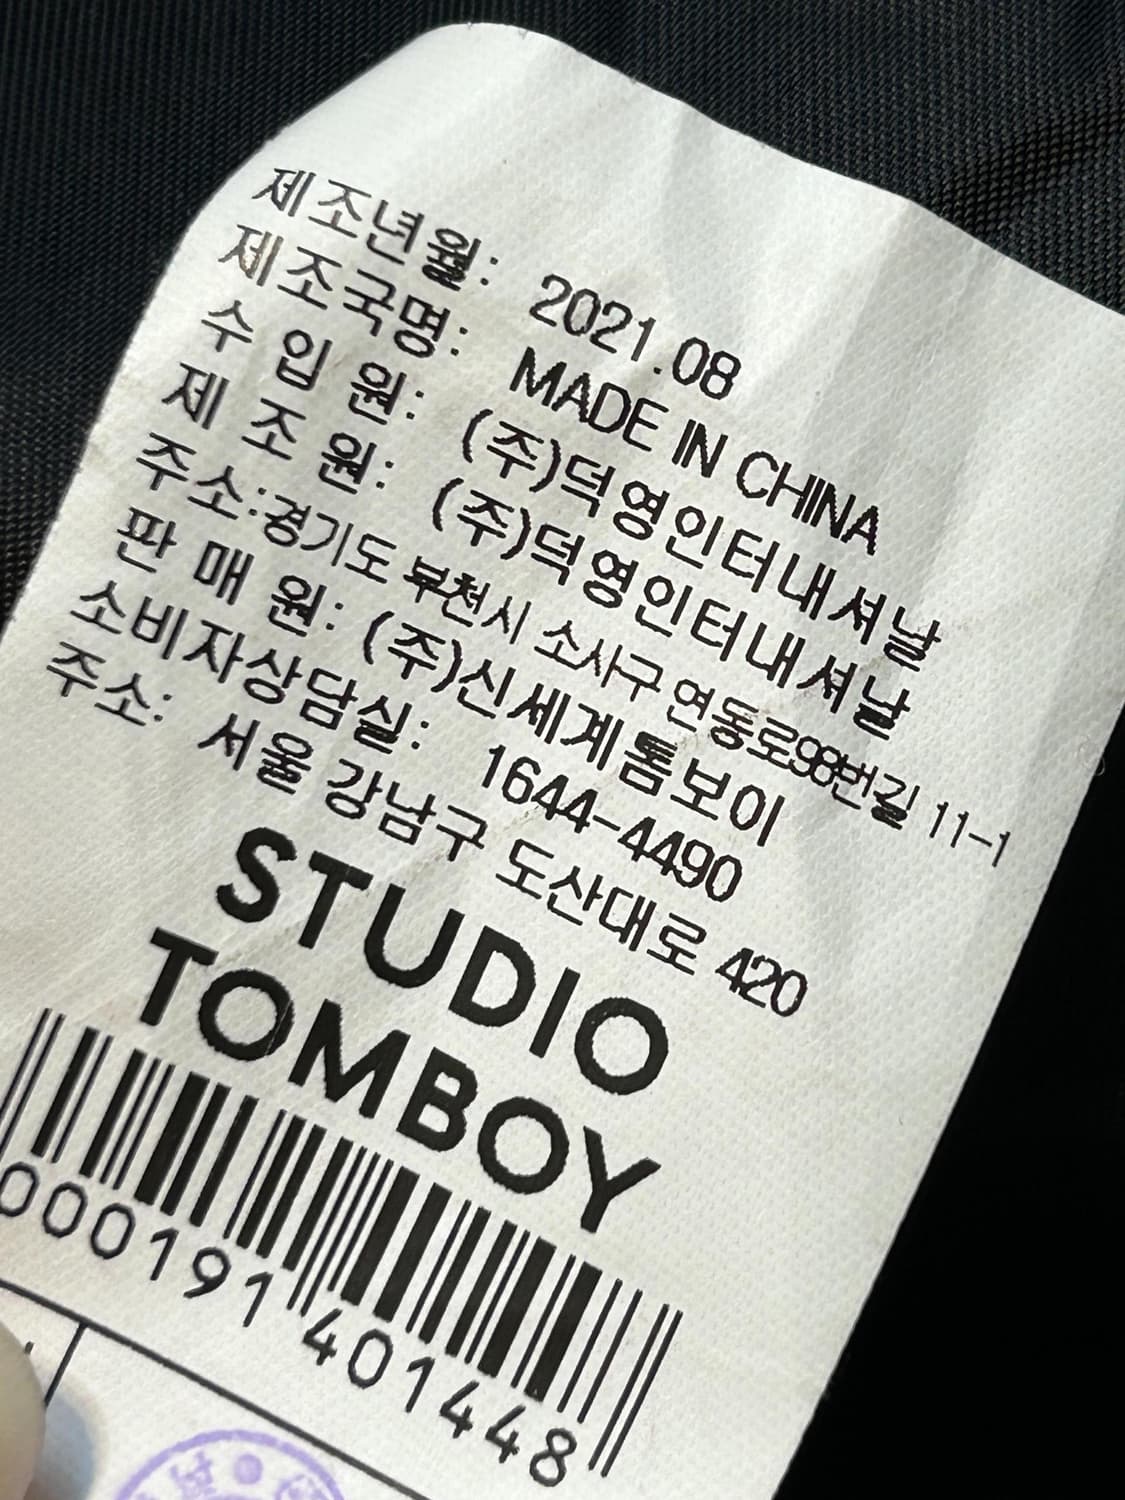 제조년월: 2021.08
제조국명: MADE IN CHINA
수 입 원: (주)덕영인터내셔날
제 조 원: (주)덕영인터내셔날
주소:경기도 부천시 소사구 연동로98번길 11-1
판 매 원: (주)신세계톰보이
소비자상담실: 1644-4490
주소: 서울 강남구 도산대로 420
STUDIO
TOMBOY
000191 401448